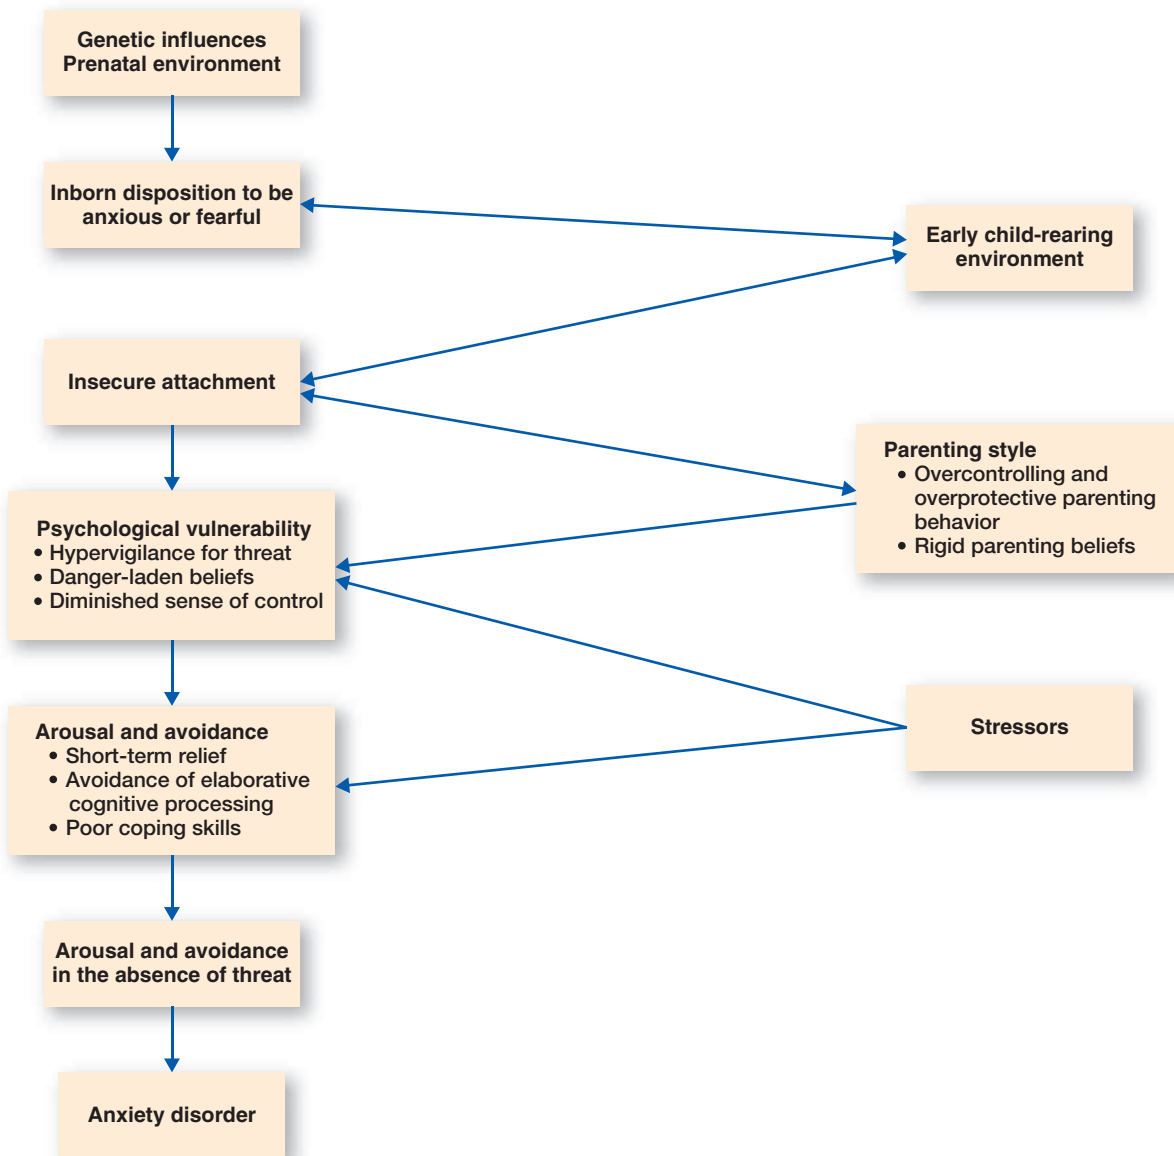 Genetic influences
Prenatal environment
Inborn disposition to be
anxious or fearful
Early child-rearing
environment
Insecure attachment
Parenting style
• Overcontrolling and
overprotective parenting
behavior
• Rigid parenting beliefs
Psychological vulnerability
• Hypervigilance for threat
• Danger-laden beliefs
• Diminished sense of control
Stressors
Arousal and avoidance
• Short-term relief
• Avoidance of elaborative
cognitive processing
• Poor coping skills
Arousal and avoidance
in the absence of threat
Anxiety disorder